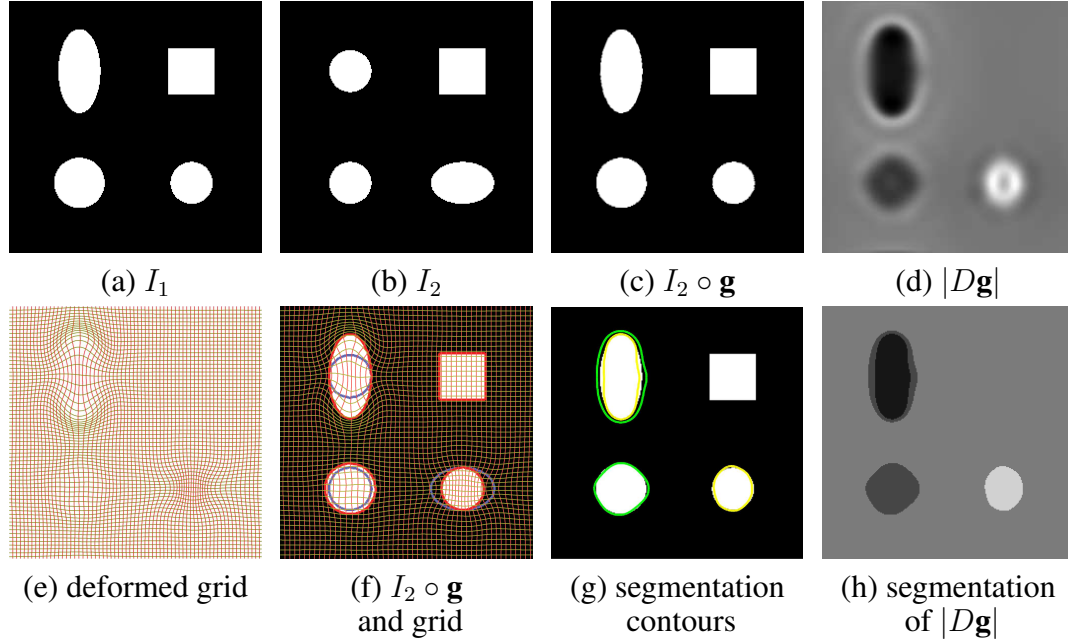 (a) I₁
(b) I₂
(c) I₂ ∘ g
(d) |Dg|
(e) deformed grid
(f) I₂ ∘ g
and grid
(g) segmentation
contours
(h) segmentation
of |Dg|